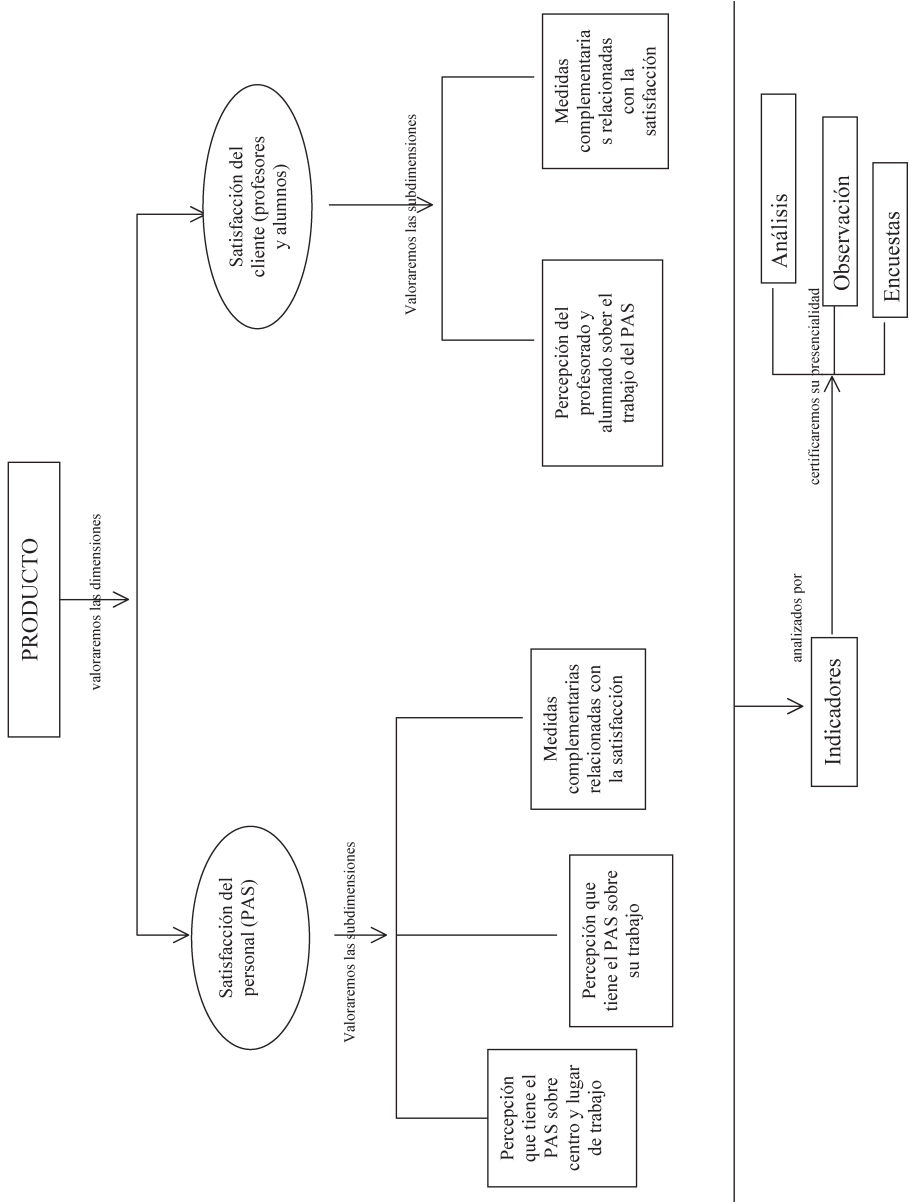 PRODUCTO
valoraremos las dimensiones
Satisfacción del
personal (PAS)
Satisfacción del
cliente (profesores
y alumnos)
Valoraremos las subdimensiones
Valoraremos las subdimensiones
Percepción
que tiene el
PAS sobre
centro y lugar
de trabajo
Percepción que
tiene el PAS sobre
su trabajo
Medidas
complementarias
relacionadas con
la satisfacción
Percepción del
profesorado y
alumnado sober el
trabajo del PAS
Medidas
complementaria
s relacionadas
con la
satisfacción
Indicadores
analizados por
certificaremos su presencialidad
Análisis
Observación
Encuestas